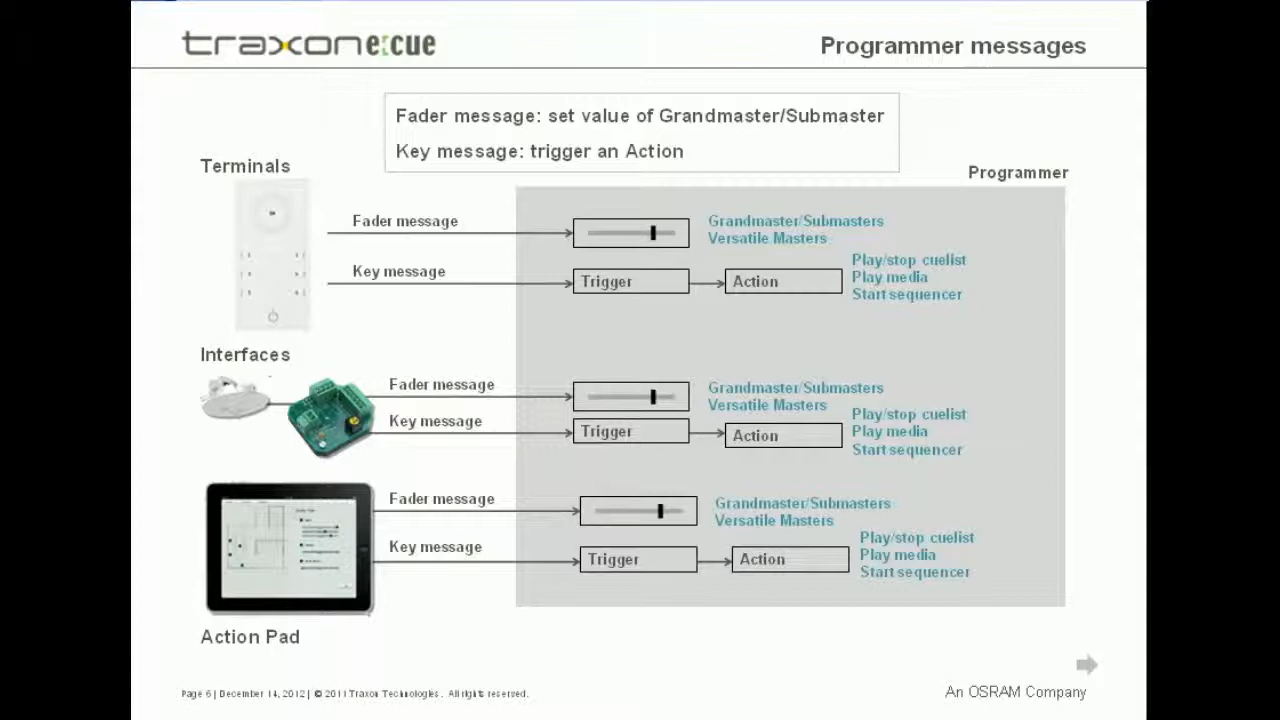 traxon e:cue
Programmer messages
Fader message: set value of Grandmaster/Submaster
Key message: trigger an Action
Terminals
Programmer
Fader message
Grandmaster/Submasters
Versatile Masters
Key message
Trigger
Action
Play/stop cuelist
Play media
Start sequencer
Interfaces
Fader message
Grandmaster/Submasters
Versatile Masters
Key message
Trigger
Action
Play/stop cuelist
Play media
Start sequencer
Fader message
Grandmaster/Submasters
Versatile Masters
Key message
Trigger
Action
Play/stop cuelist
Play media
Start sequencer
Action Pad
Page 6 | December 14, 2012 | © 2011 Traxon Technologies. All rights reserved.
An OSRAM Company